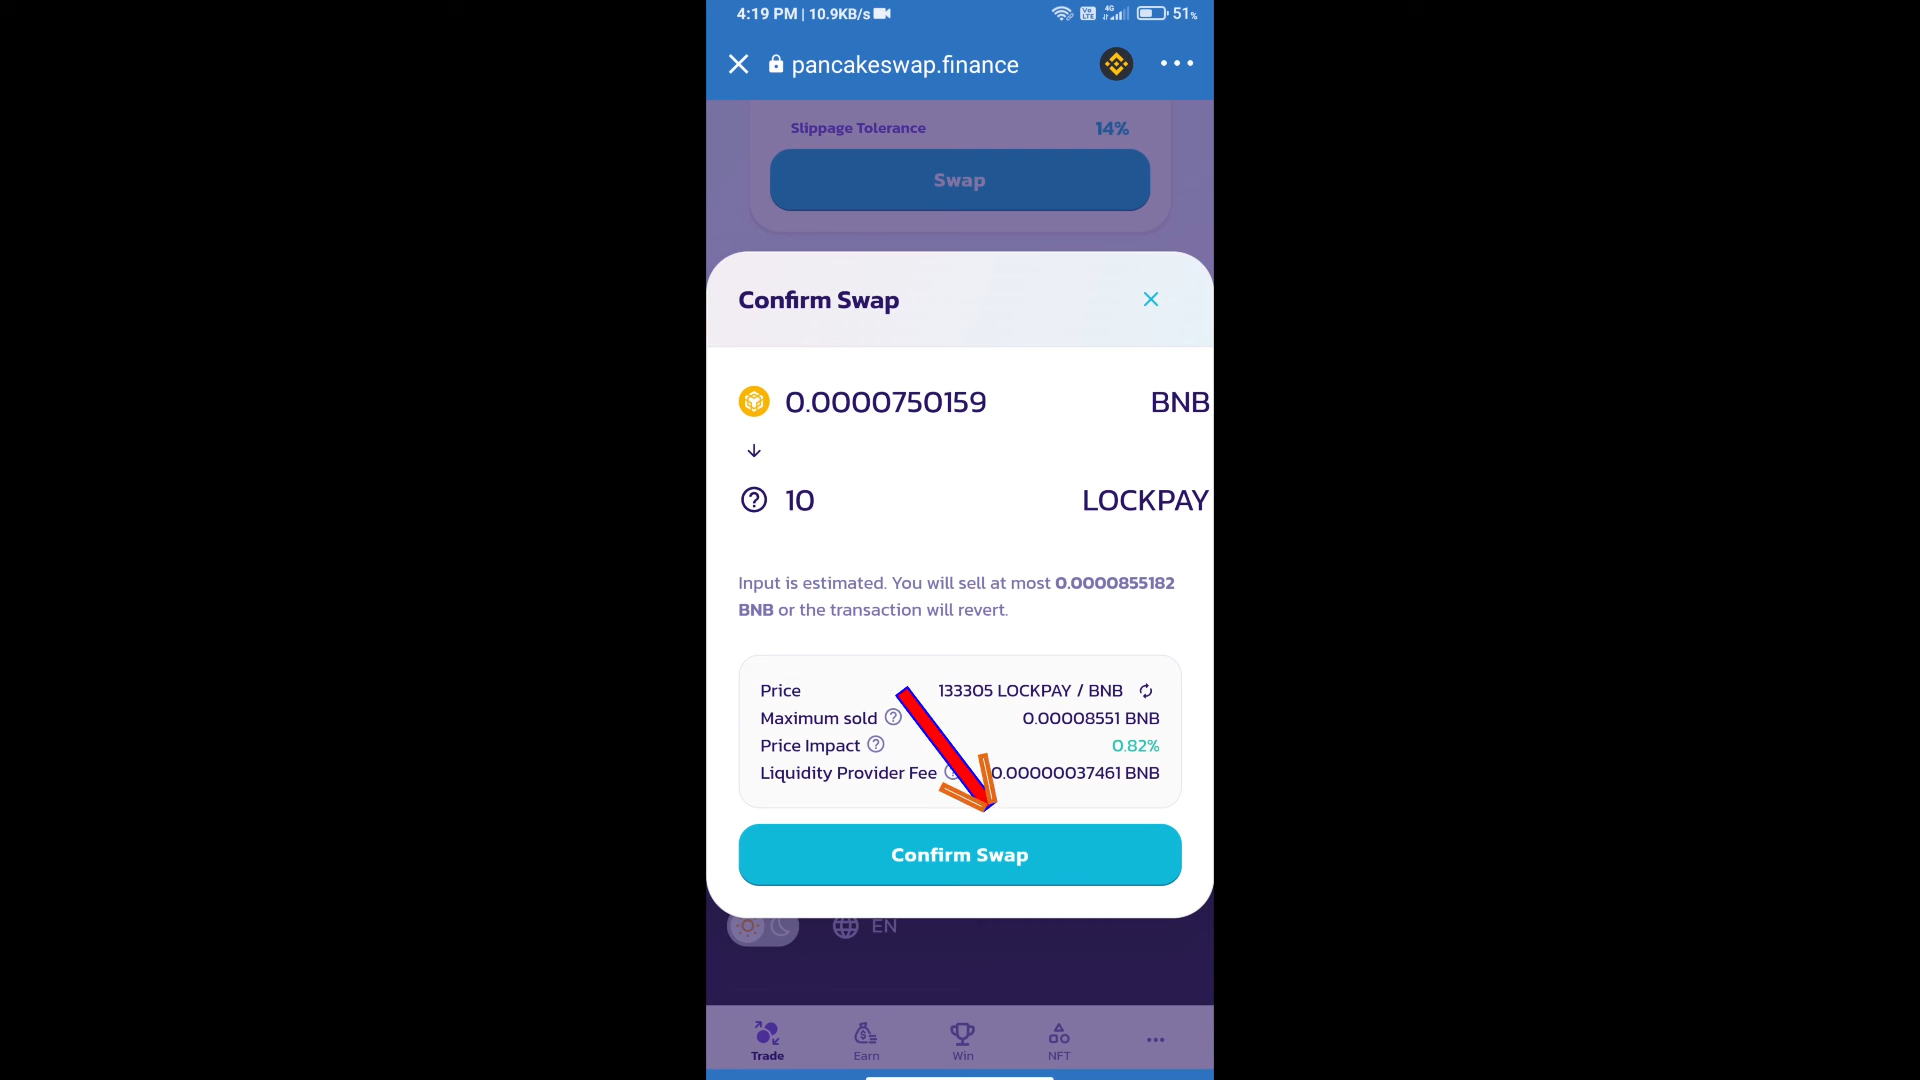 4:19 PM | 10.9KB/s
Vo LTE 4G 51%
pancakeswap.finance
Slippage Tolerance 14%
Swap
Confirm Swap
0.0000750159 BNB
10 LOCKPAY
Input is estimated. You will sell at most 0.0000855182
BNB or the transaction will revert.
Price 133305 LOCKPAY / BNB
Maximum sold 0.00008551 BNB
Price Impact 0.82%
Liquidity Provider Fee 0.00000037461 BNB
Confirm Swap
EN
Trade Earn Win NFT